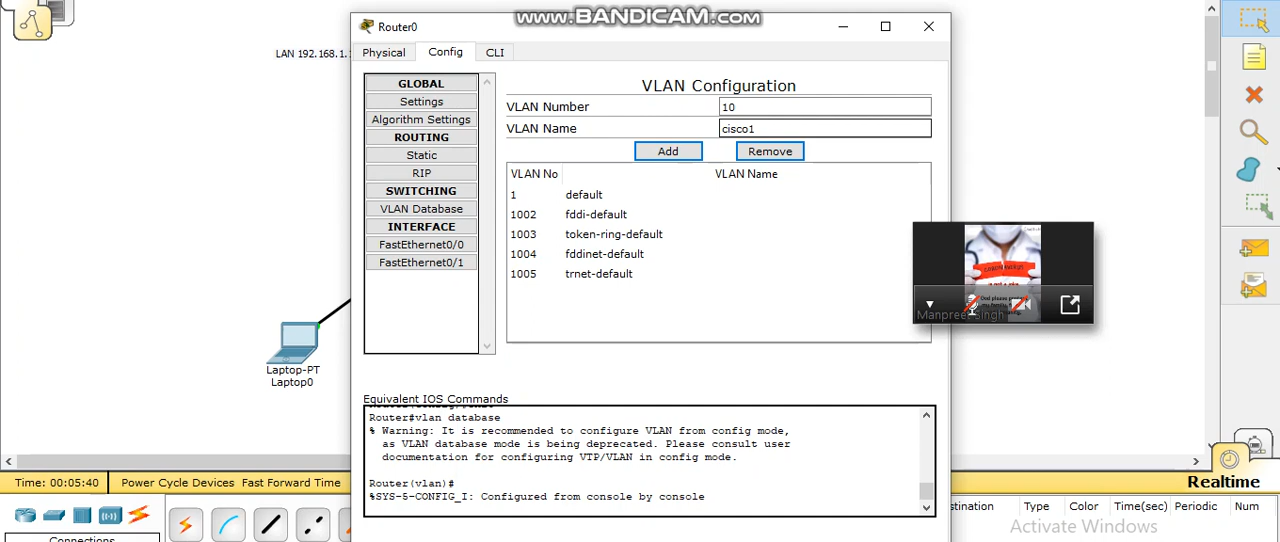 www.BANDICAM.com
LAN 192.168.1.
Router0
Physical
Config
CLI
GLOBAL
Settings
Algorithm Settings
ROUTING
Static
RIP
SWITCHING
VLAN Database
INTERFACE
FastEthernet0/0
FastEthernet0/1
VLAN Configuration
VLAN Number 10
VLAN Name cisco1
Add Remove
VLAN No VLAN Name
1 default
1002 fddi-default
1003 token-ring-default
1004 fddinet-default
1005 trnet-default
Manpreet Singh
Laptop-PT
Laptop0
Equivalent IOS Commands
Router#vlan database
% Warning: It is recommended to configure VLAN from config mode,
as VLAN database mode is being deprecated. Please consult user
documentation for configuring VTP/VLAN in config mode.
Router(vlan)#
%SYS-5-CONFIG_I: Configured from console by console
Time: 00:05:40 Power Cycle Devices Fast Forward Time
Realtime
Connections
stination Type Color Time(sec) Periodic Num
Activate Windows